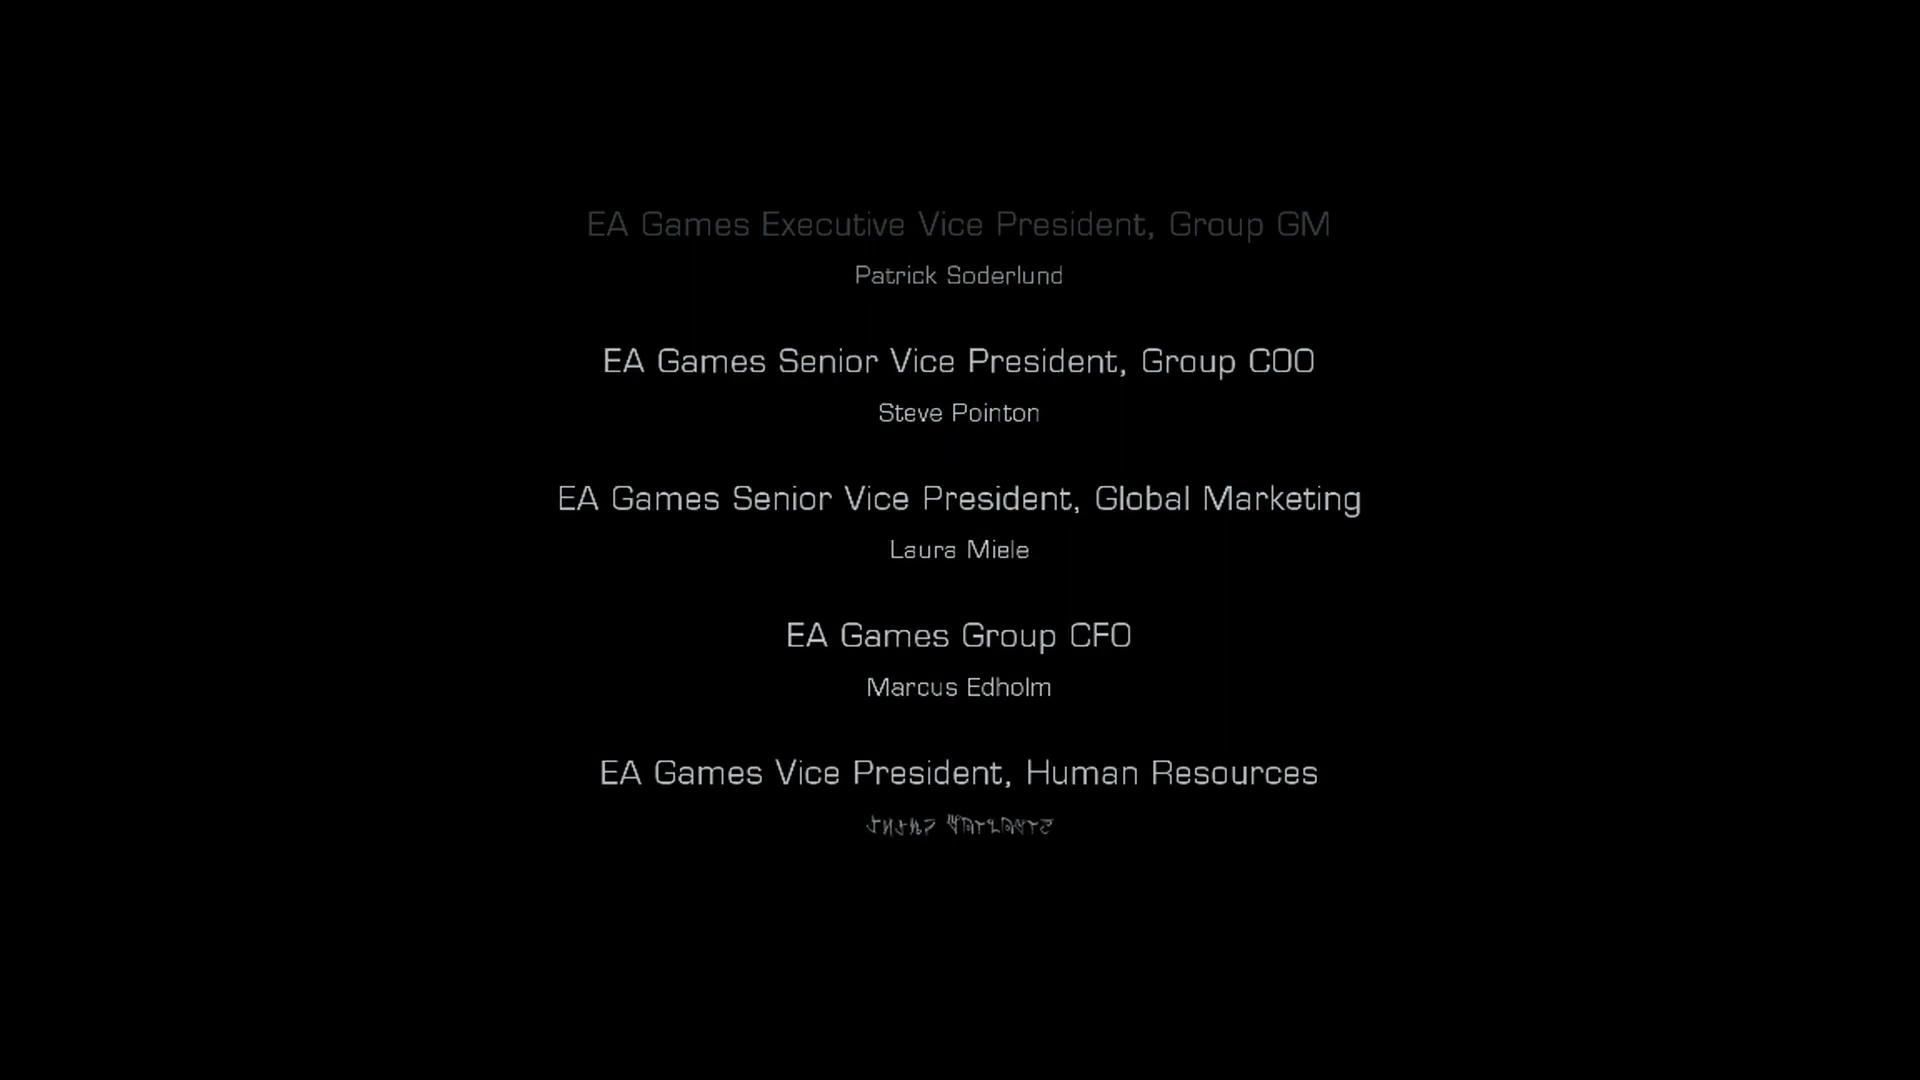 EA Games Executive Vice President, Group GM
Patrick Soderlund
EA Games Senior Vice President, Group COO
Steve Pointon
EA Games Senior Vice President, Global Marketing
Laura Miele
EA Games Group CFO
Marcus Edholm
EA Games Vice President, Human Resources